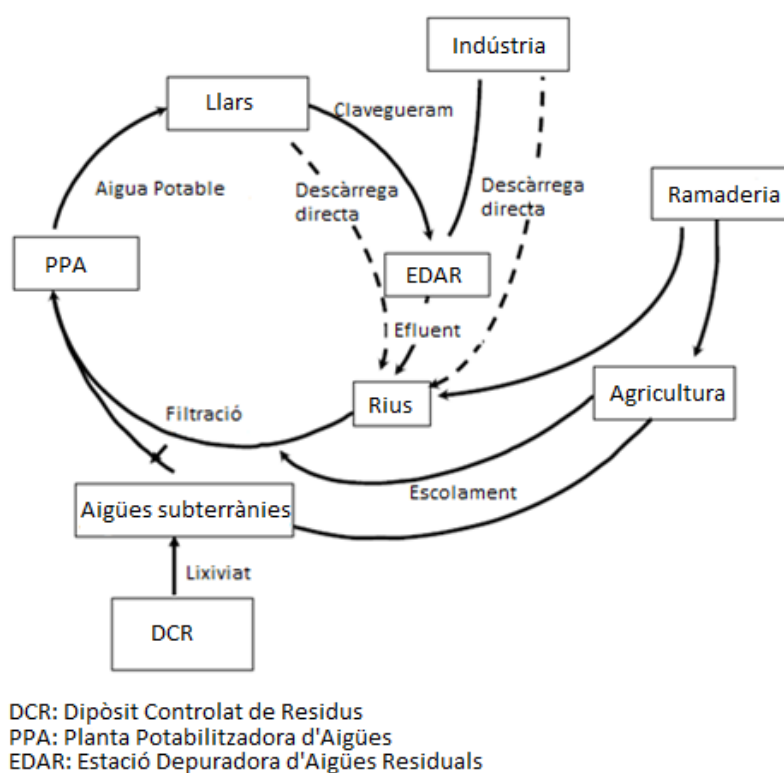 Indústria
Llars
Clavegueram
Aigua Potable
Descàrrega
directa
Descàrrega
directa
Ramaderia
PPA
EDAR
Efluent
Rius
Agricultura
Filtració
Escolament
Aigües subterrànies
Lixiviat
DCR
DCR: Dipòsit Controlat de Residus
PPA: Planta Potabilitzadora d'Aigües
EDAR: Estació Depuradora d'Aigües Residuals